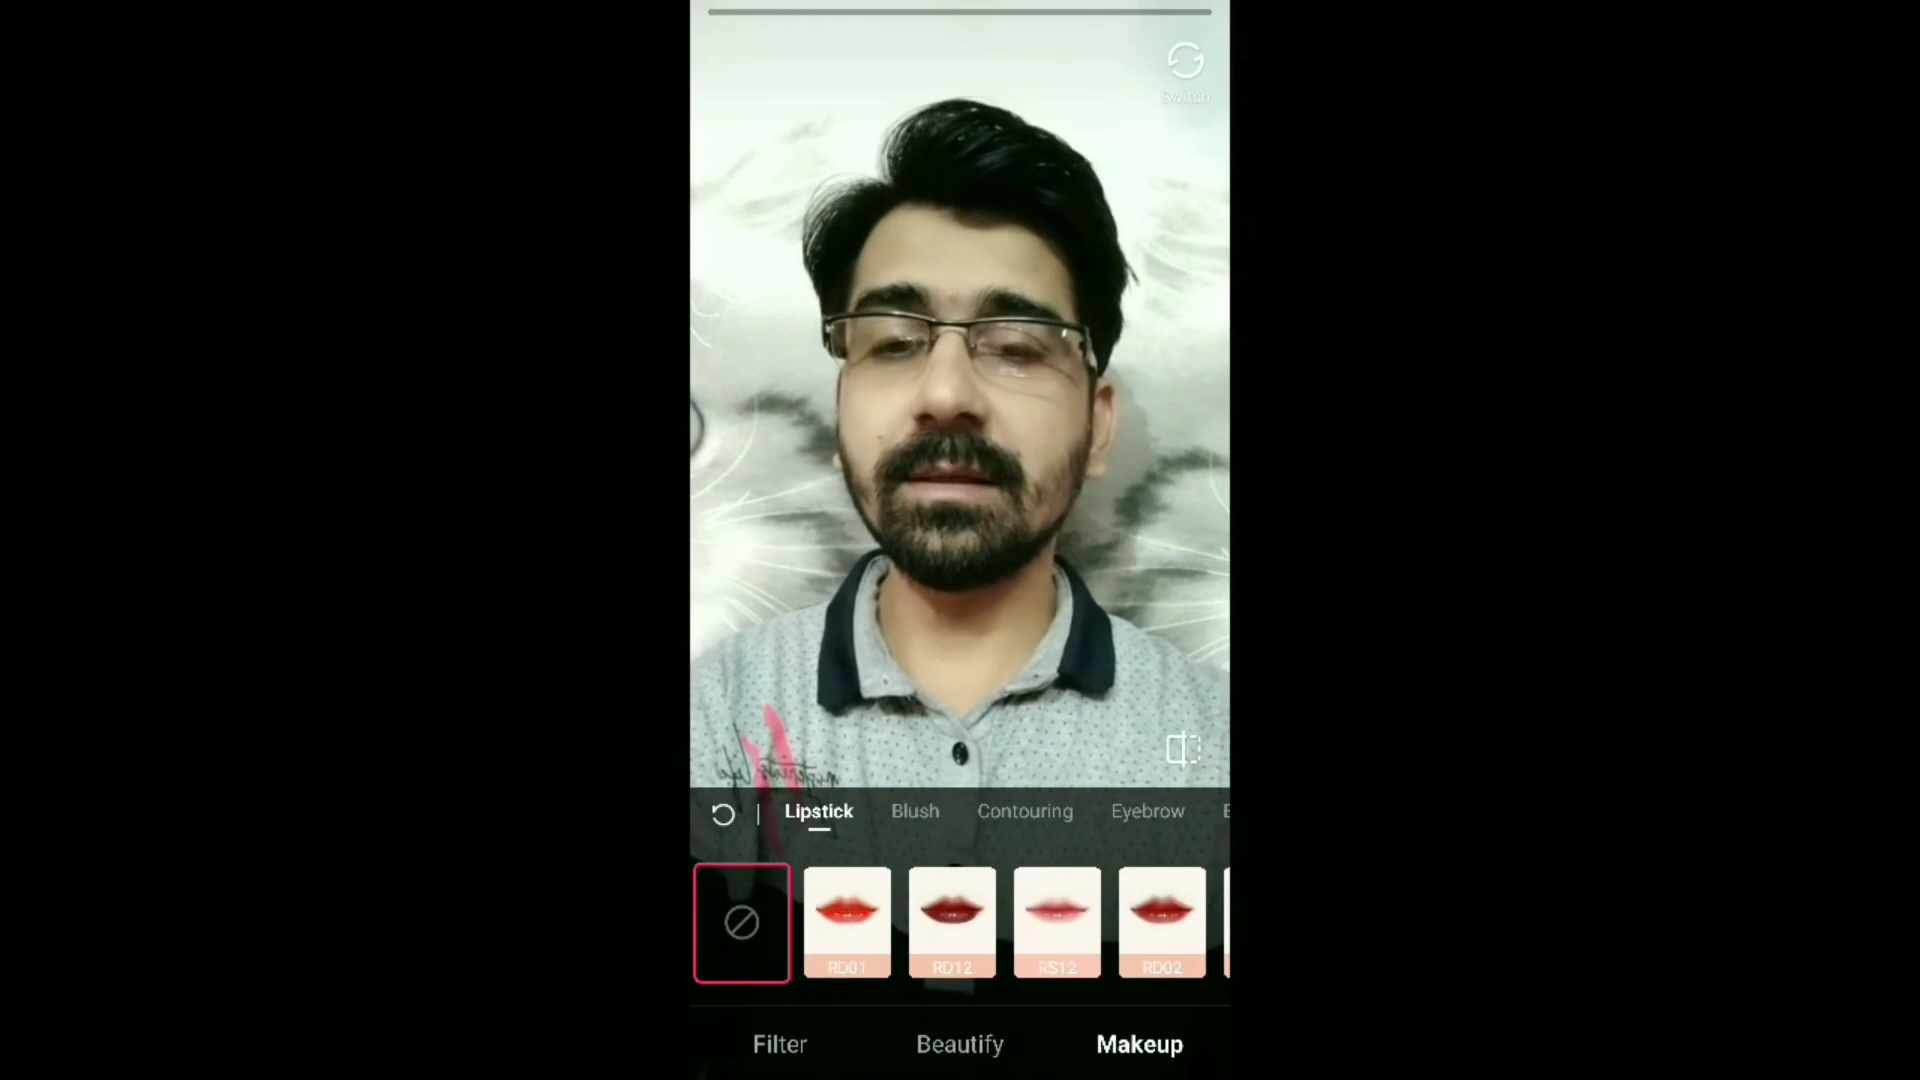 Switch
Lipstick Blush Contouring Eyebrow
RD01 RD12 RS12 RD02
Filter Beautify Makeup